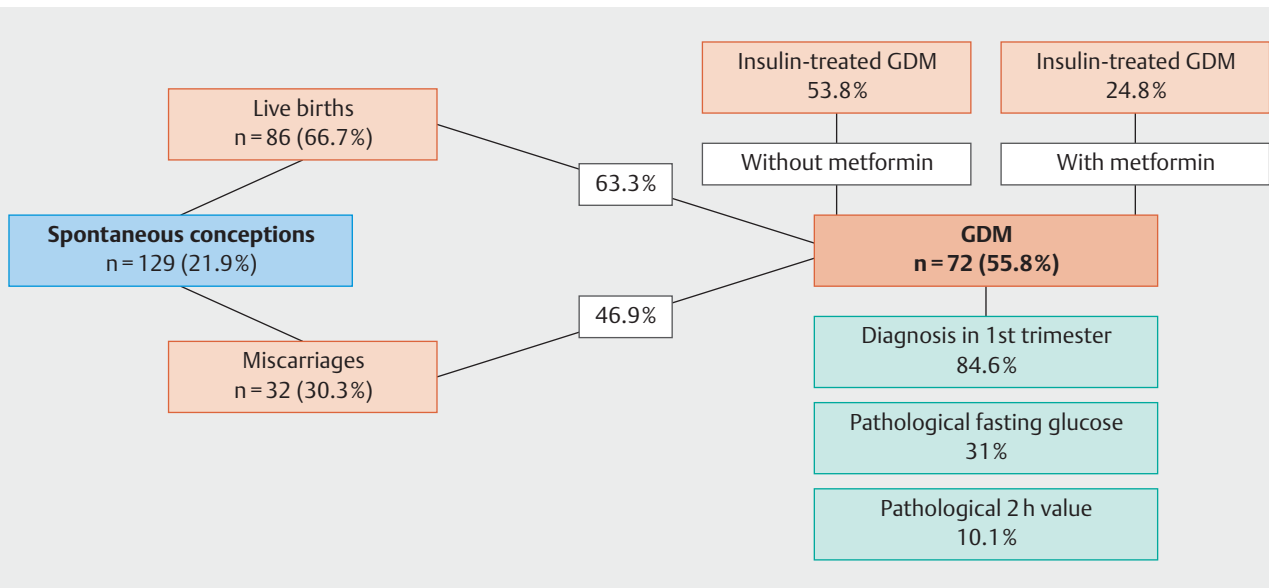 Live births
n = 86 (66.7%)
Spontaneous conceptions
n = 129 (21.9%)
Miscarriages
n = 32 (30.3%)
63.3%
46.9%
Insulin-treated GDM
53.8%
Insulin-treated GDM
24.8%
Without metformin
With metformin
GDM
n = 72 (55.8%)
Diagnosis in 1st trimester
84.6%
Pathological fasting glucose
31%
Pathological 2 h value
10.1%